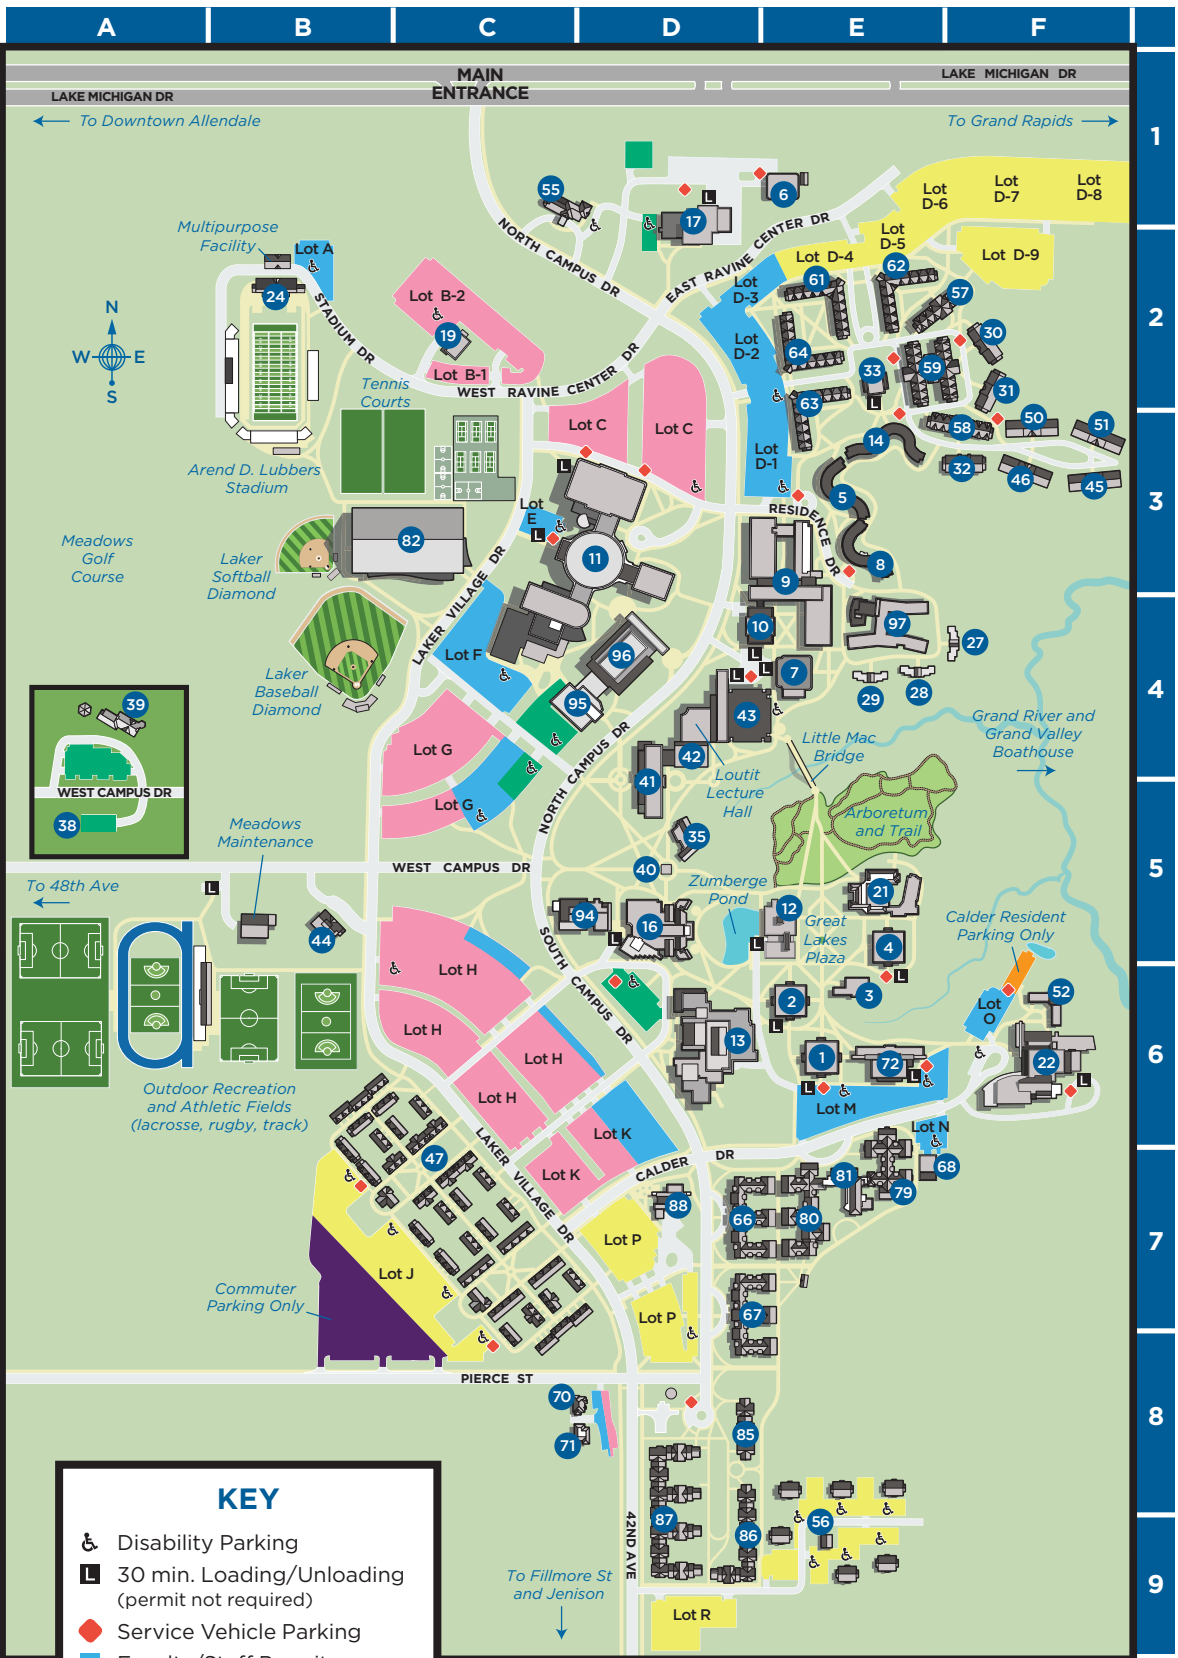 A B C D E F
MAIN
ENTRANCE
LAKE MICHIGAN DR
LAKE MICHIGAN DR
To Downtown Allendale
To Grand Rapids
1
55
6
17
Lot
D-6
Lot
D-7
Lot
D-8
NORTH CAMPUS DR
EAST RAVINE CENTER DR
Multipurpose
Facility
Lot A
24
STADIUM DR
Lot B-2
19
Lot B-1
WEST RAVINE CENTER DR
Lot
D-3
Lot D-4
Lot
D-5
Lot D-9
61
62
57
30
2
N
W E
S
Lot
D-2
64
33
59
31
63
Tennis
Courts
Lot C
Lot C
Lot
D-1
14
58
50
51
32
46
45
3
Arend D. Lubbers
Stadium
Lot
E
RESIDENCE DR
5
82
11
9
8
Meadows
Golf
Course
Laker
Softball
Diamond
LAKER VILLAGE DR
Lot F
96
10
97
27
7
29
28
4
Laker
Baseball
Diamond
39
WEST CAMPUS DR
38
95
43
42
41
Lot G
Lot G
NORTH CAMPUS DR
Loutit
Lecture
Hall
Little Mac
Bridge
Grand River and
Grand Valley
Boathouse
Arboretum
and Trail
35
40
Meadows
Maintenance
WEST CAMPUS DR
5
To 48th Ave
L
44
94
16
Zumberge
Pond
12
21
Great
Lakes
Plaza
4
Calder Resident
Parking Only
SOUTH CAMPUS DR
Lot H
Lot H
Lot H
Lot H
2
3
Lot
O
52
13
1
72
22
6
Outdoor Recreation
and Athletic Fields
(lacrosse, rugby, track)
Lot M
Lot N
Lot K
Lot K
47
LAKER VILLAGE DR
CALDER DR
68
81
79
88
66
80
7
Lot P
Lot J
Commuter
Parking Only
Lot P
67
PIERCE ST
70
71
85
8
87
86
56
42ND AVE
9
To Fillmore St
and Jenison
Lot R
KEY
Disability Parking
L 30 min. Loading/Unloading
(permit not required)
Service Vehicle Parking